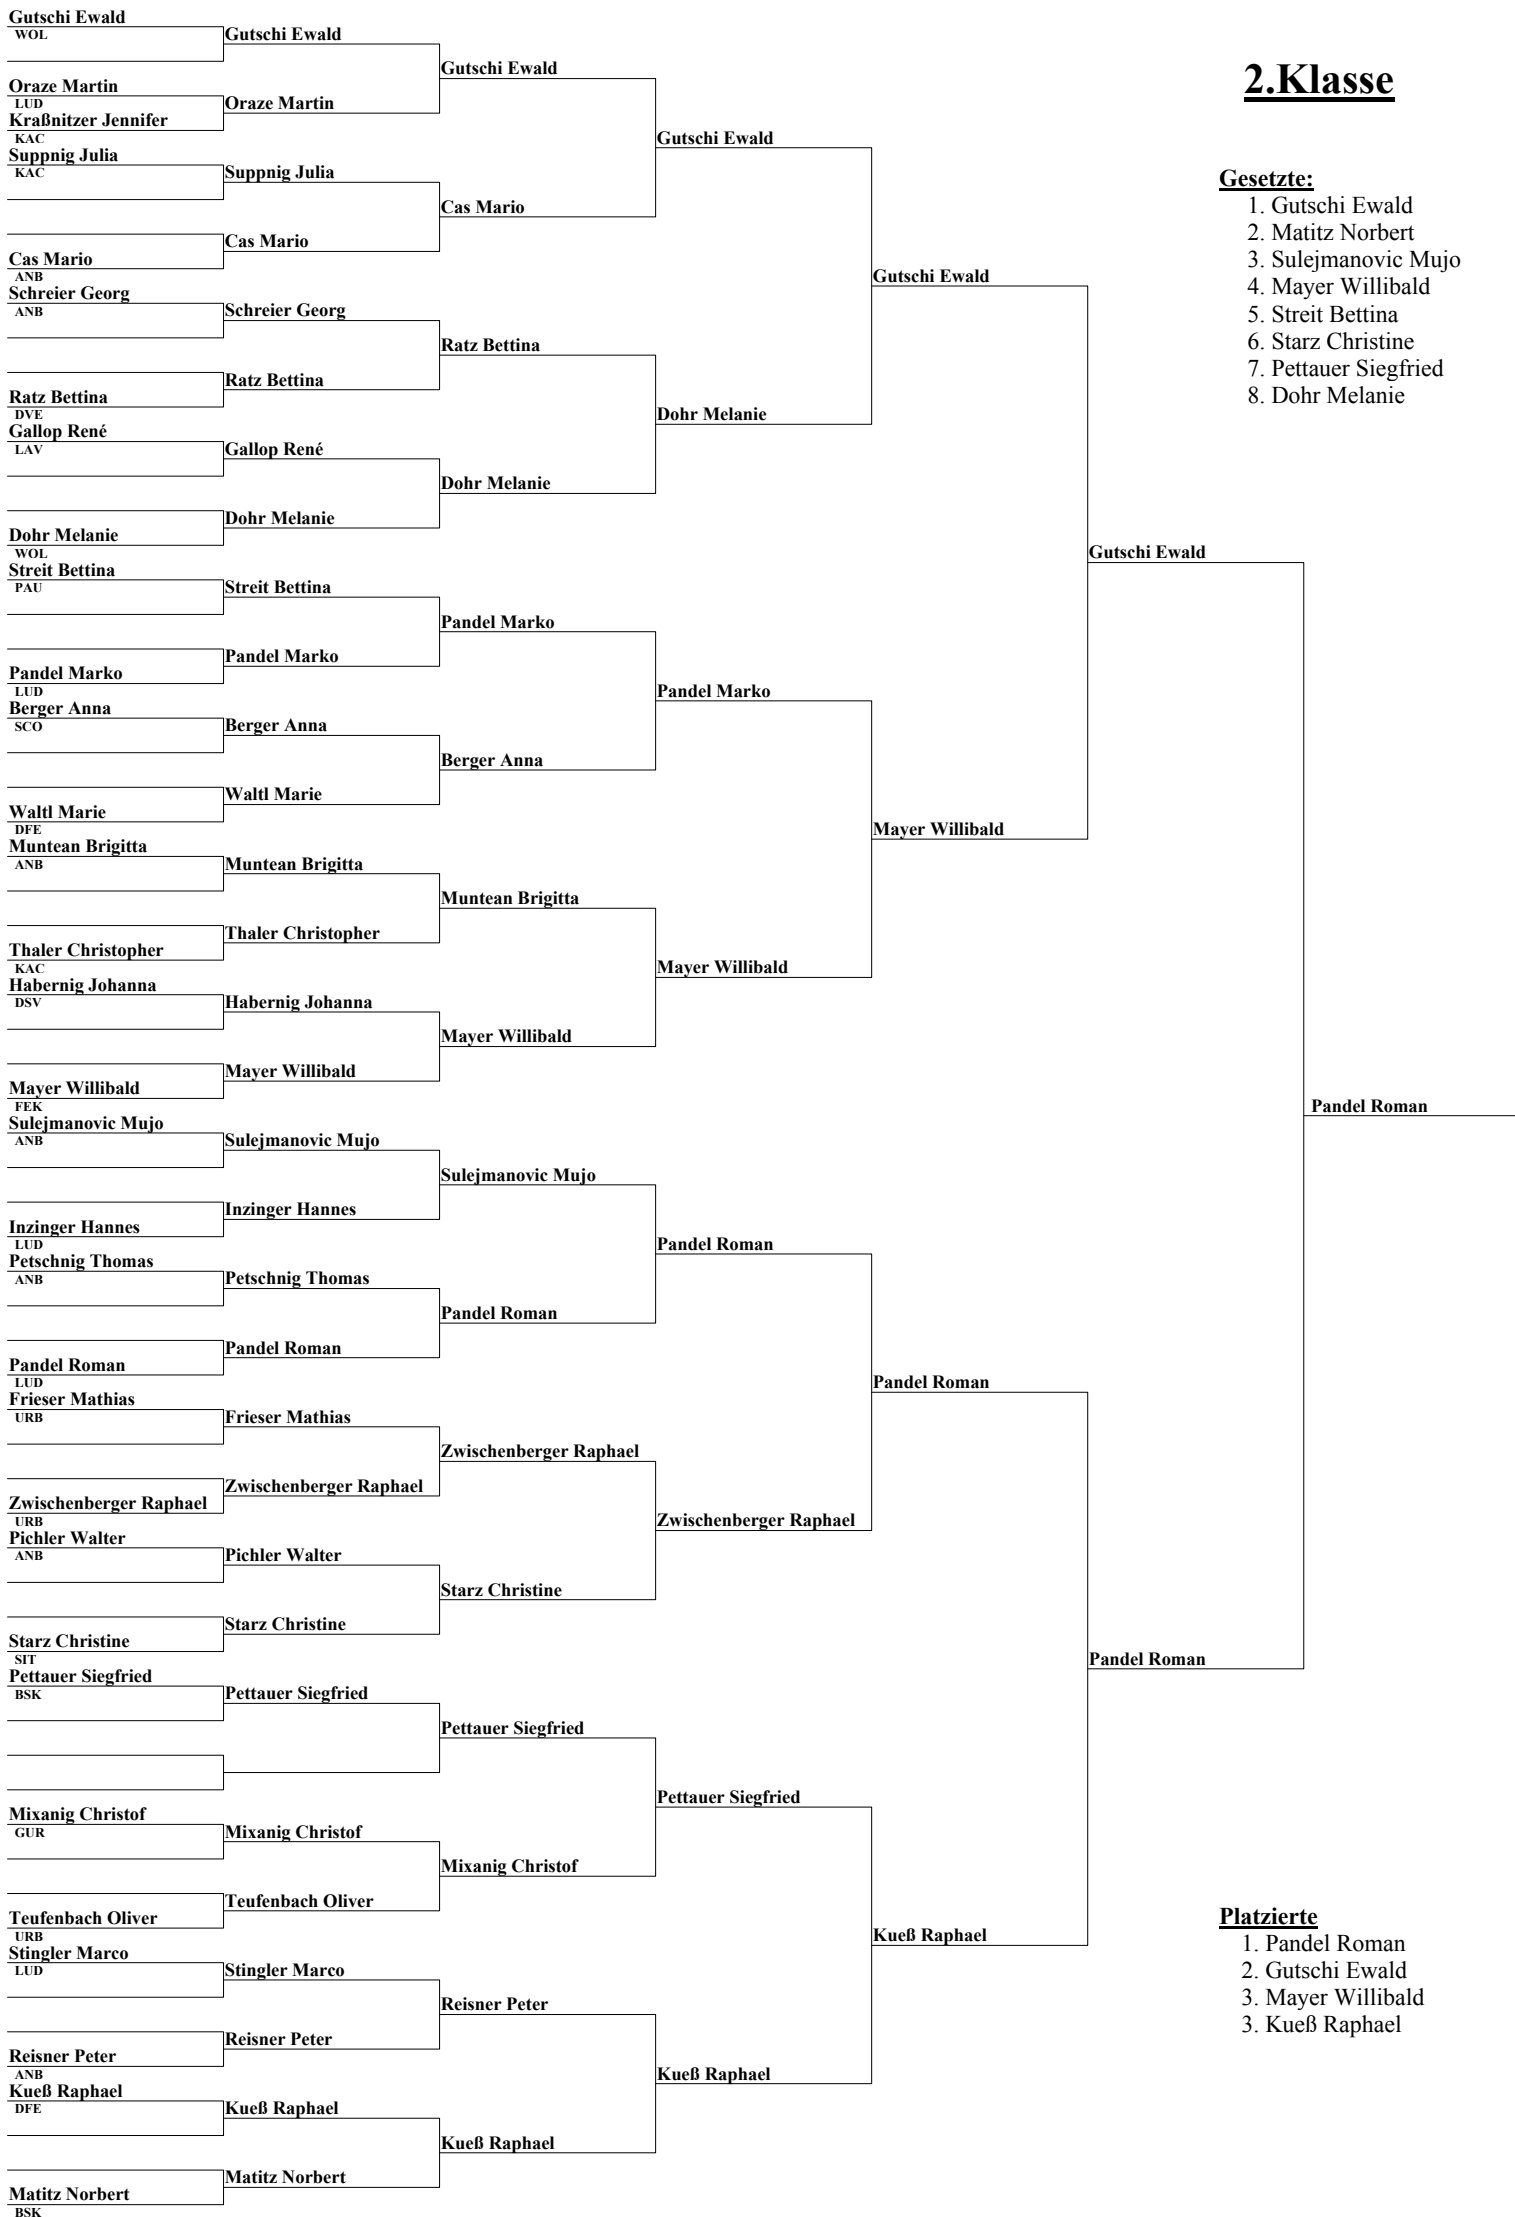 2.Klasse
Gesetzte:
1. Gutschi Ewald
2. Matitz Norbert
3. Sulejmanovic Mujo
4. Mayer Willibald
5. Streit Bettina
6. Starz Christine
7. Pettauer Siegfried
8. Dohr Melanie
Gutschi Ewald
WOL
Oraze Martin
LUD
Kraßnitzer Jennifer
KAC
Suppnig Julia
KAC
Cas Mario
ANB
Schreier Georg
ANB
Ratz Bettina
DVE
Gallop René
LAV
Dohr Melanie
WOL
Streit Bettina
PAU
Pandel Marko
LUD
Berger Anna
SCO
Waltl Marie
DFE
Muntean Brigitta
ANB
Thaler Christopher
KAC
Habernig Johanna
DSV
Mayer Willibald
FEK
Sulejmanovic Mujo
ANB
Inzinger Hannes
LUD
Petschnig Thomas
ANB
Pandel Roman
LUD
Frieser Mathias
URB
Zwischenberger Raphael
URB
Pichler Walter
ANB
Starz Christine
SIT
Pettauer Siegfried
BSK
Mixanig Christof
GUR
Teufenbach Oliver
URB
Stingler Marco
LUD
Reisner Peter
ANB
Kueß Raphael
DFE
Matitz Norbert
BSK
Gutschi Ewald
Oraze Martin
Suppnig Julia
Cas Mario
Schreier Georg
Ratz Bettina
Gallop René
Dohr Melanie
Streit Bettina
Pandel Marko
Berger Anna
Waltl Marie
Muntean Brigitta
Thaler Christopher
Habernig Johanna
Mayer Willibald
Sulejmanovic Mujo
Inzinger Hannes
Petschnig Thomas
Pandel Roman
Frieser Mathias
Zwischenberger Raphael
Pichler Walter
Starz Christine
Pettauer Siegfried
Mixanig Christof
Teufenbach Oliver
Stingler Marco
Reisner Peter
Kueß Raphael
Matitz Norbert
Gutschi Ewald
Cas Mario
Ratz Bettina
Dohr Melanie
Pandel Marko
Berger Anna
Muntean Brigitta
Mayer Willibald
Sulejmanovic Mujo
Pandel Roman
Zwischenberger Raphael
Starz Christine
Pettauer Siegfried
Mixanig Christof
Reisner Peter
Kueß Raphael
Gutschi Ewald
Dohr Melanie
Pandel Marko
Mayer Willibald
Pandel Roman
Zwischenberger Raphael
Pettauer Siegfried
Kueß Raphael
Gutschi Ewald
Mayer Willibald
Pandel Roman
Kueß Raphael
Gutschi Ewald
Pandel Roman
Pandel Roman
Platzierte
1. Pandel Roman
2. Gutschi Ewald
3. Mayer Willibald
3. Kueß Raphael